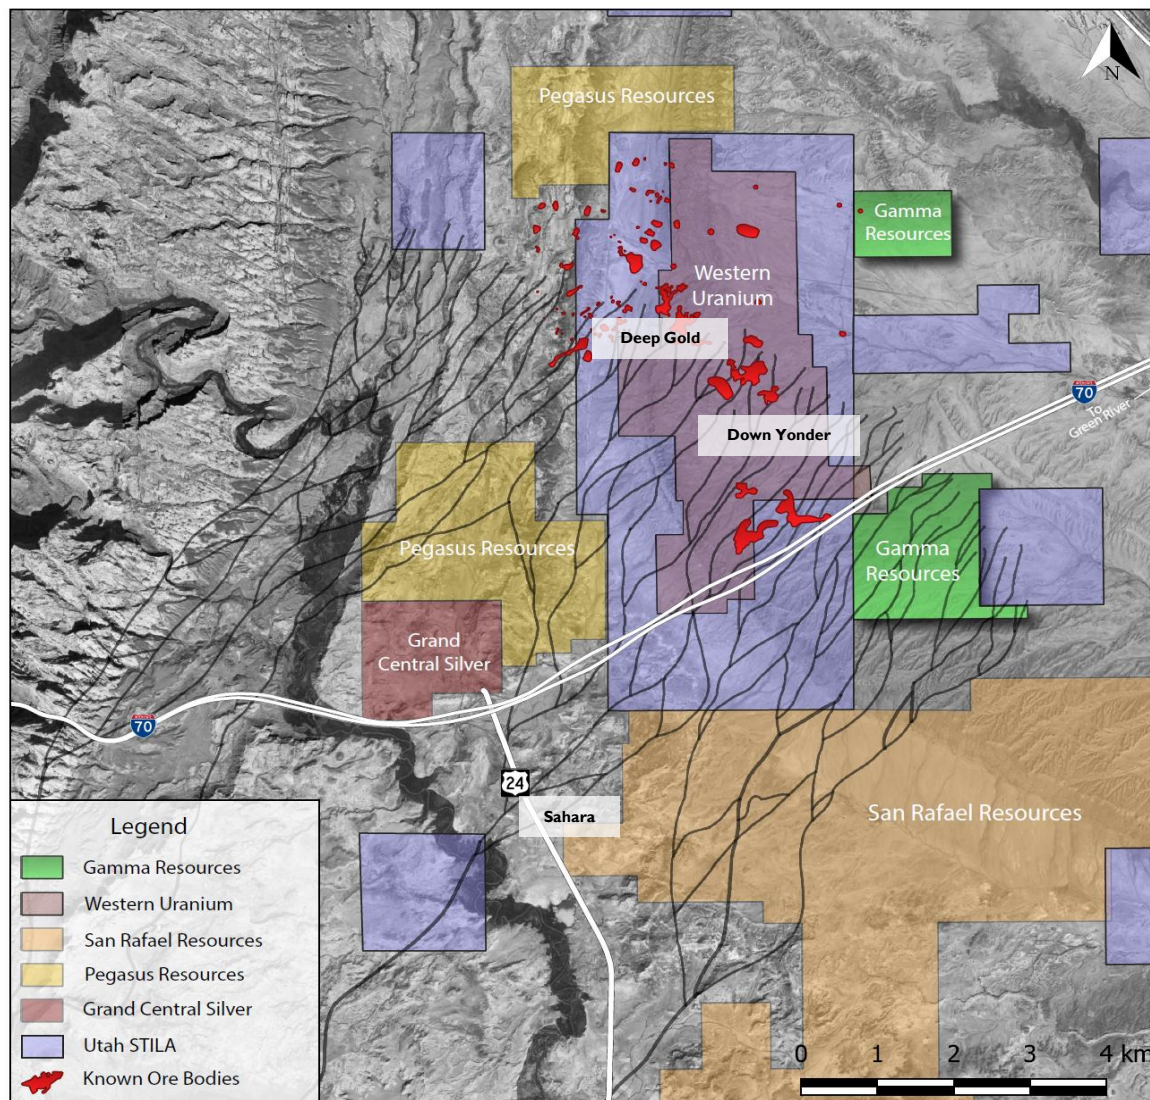 N
Pegasus Resources
Gamma
Resources
Western
Uranium
Deep Gold
70
To
Green River
Down Yonder
Pegasus Resources
Gamma
Resources
Grand
Central Silver
70
24
Sahara
San Rafael Resources
Legend
Gamma Resources
Western Uranium
San Rafael Resources
Pegasus Resources
Grand Central Silver
Utah STILA
Known Ore Bodies
0 1 2 3 4 km